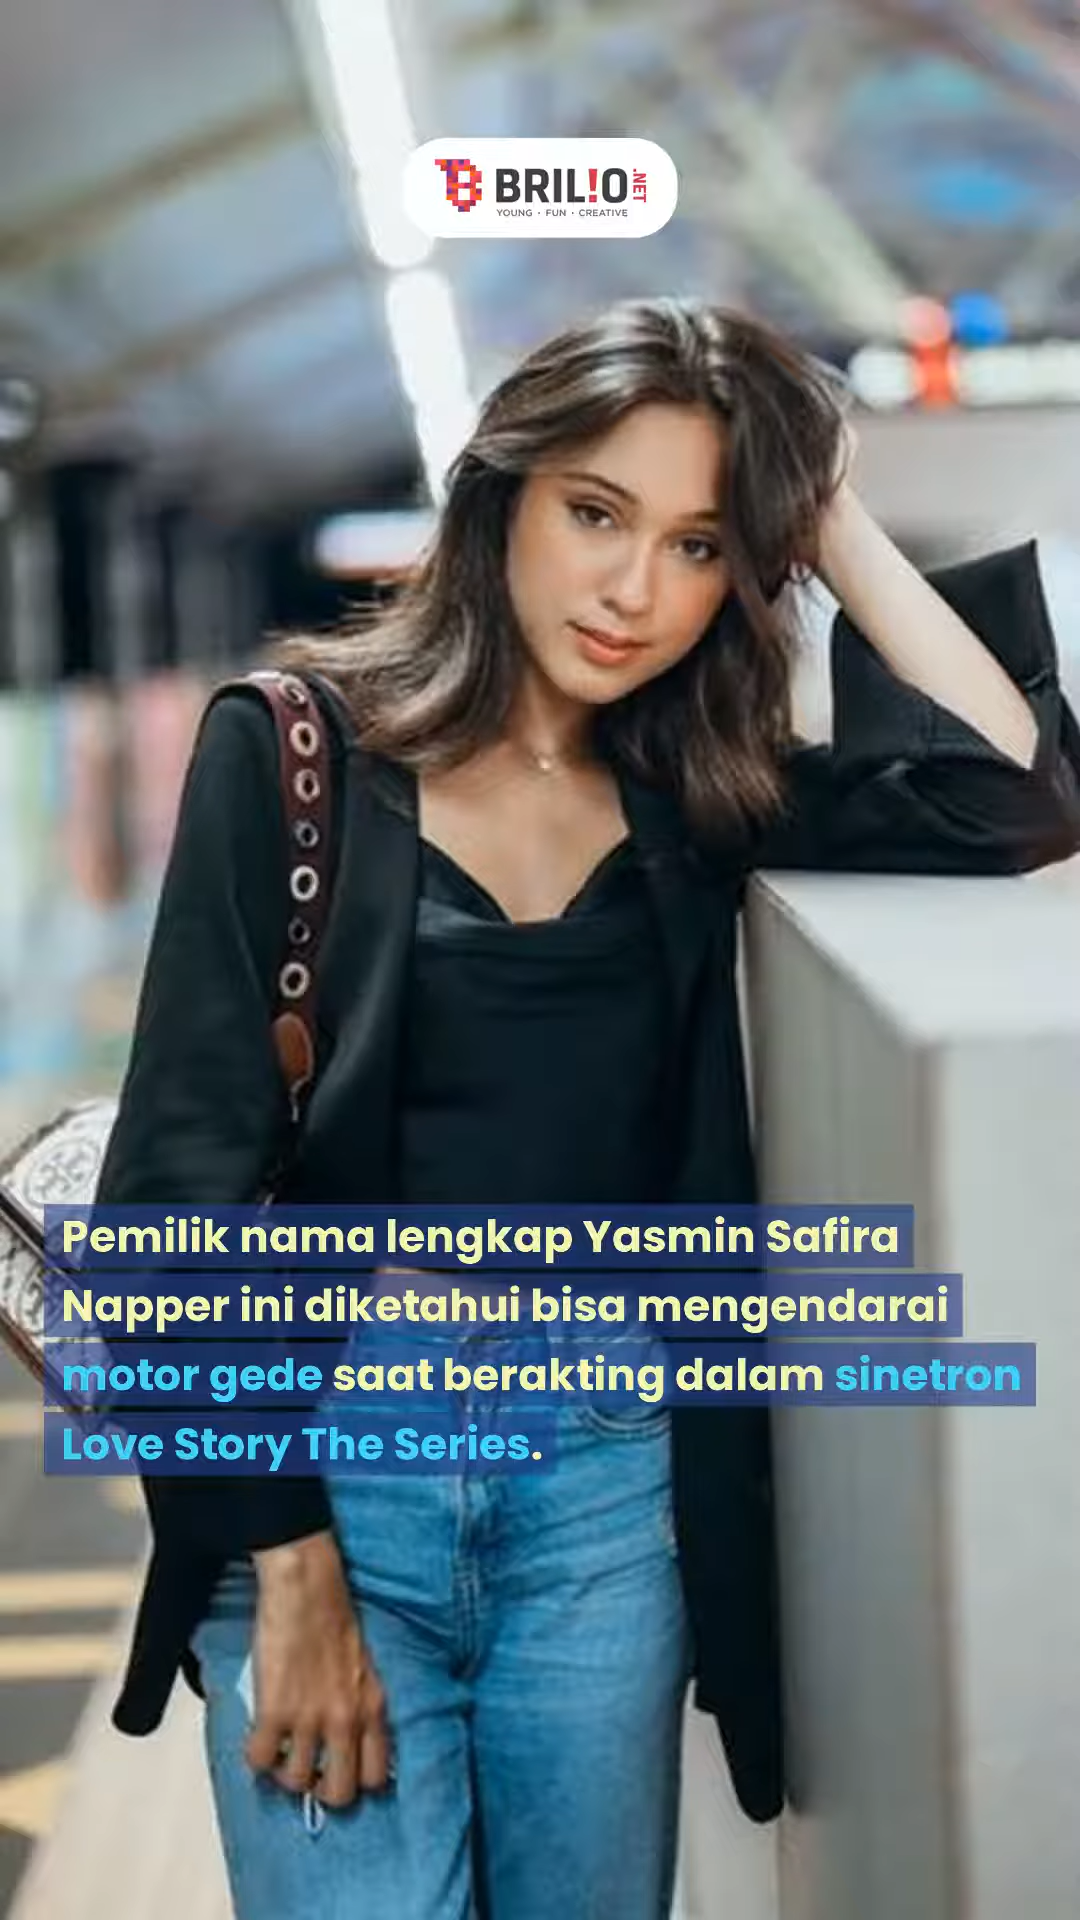 BRIL!O.NET
YOUNG · FUN · CREATIVE
Pemilik nama lengkap Yasmin Safira
Napper ini diketahui bisa mengendarai
motor gede saat berakting dalam sinetron
Love Story The Series.